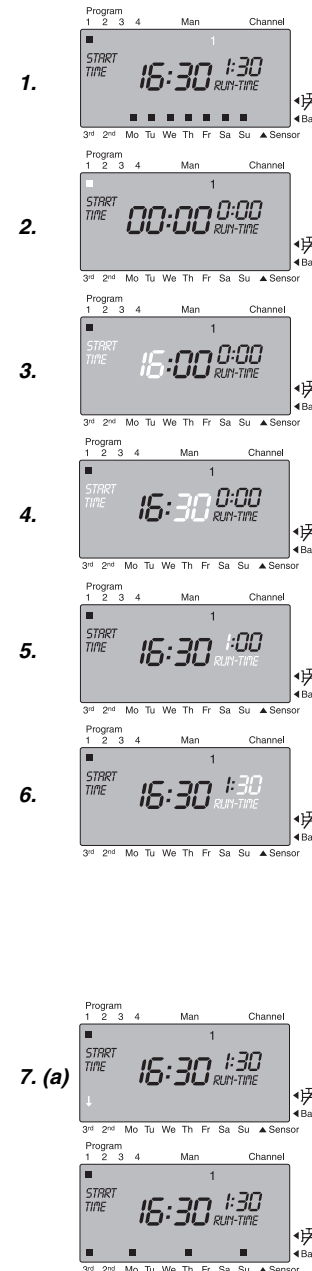 Program
1 2 3 4 Man Channel
1
START
TIME 16:30 1:30
RUN-TIME
1.
Ba
3rd 2nd Mo Tu We Th Fr Sa Su ▲ Sensor
Program
1 2 3 4 Man Channel
1
START
TIME 00:00 0:00
RUN-TIME
2.
Ba
3rd 2nd Mo Tu We Th Fr Sa Su ▲ Sensor
Program
1 2 3 4 Man Channel
1
START
TIME 16:00 0:00
RUN-TIME
3.
Ba
3rd 2nd Mo Tu We Th Fr Sa Su ▲ Sensor
Program
1 2 3 4 Man Channel
1
START
TIME 16:30 0:00
RUN-TIME
4.
Ba
3rd 2nd Mo Tu We Th Fr Sa Su ▲ Sensor
Program
1 2 3 4 Man Channel
1
START
TIME 16:30 1:00
RUN-TIME
5.
Ba
3rd 2nd Mo Tu We Th Fr Sa Su ▲ Sensor
Program
1 2 3 4 Man Channel
1
START
TIME 16:30 1:30
RUN-TIME
6.
Ba
3rd 2nd Mo Tu We Th Fr Sa Su ▲ Sensor
Program
1 2 3 4 Man Channel
1
START
TIME 16:30 1:30
RUN-TIME
7. (a)
Ba
3rd 2nd Mo Tu We Th Fr Sa Su ▲ Sensor
Program
1 2 3 4 Man Channel
1
START
TIME 16:30 1:30
RUN-TIME
Ba
3rd 2nd Mo Tu We Th Fr Sa Su ▲ Sensor